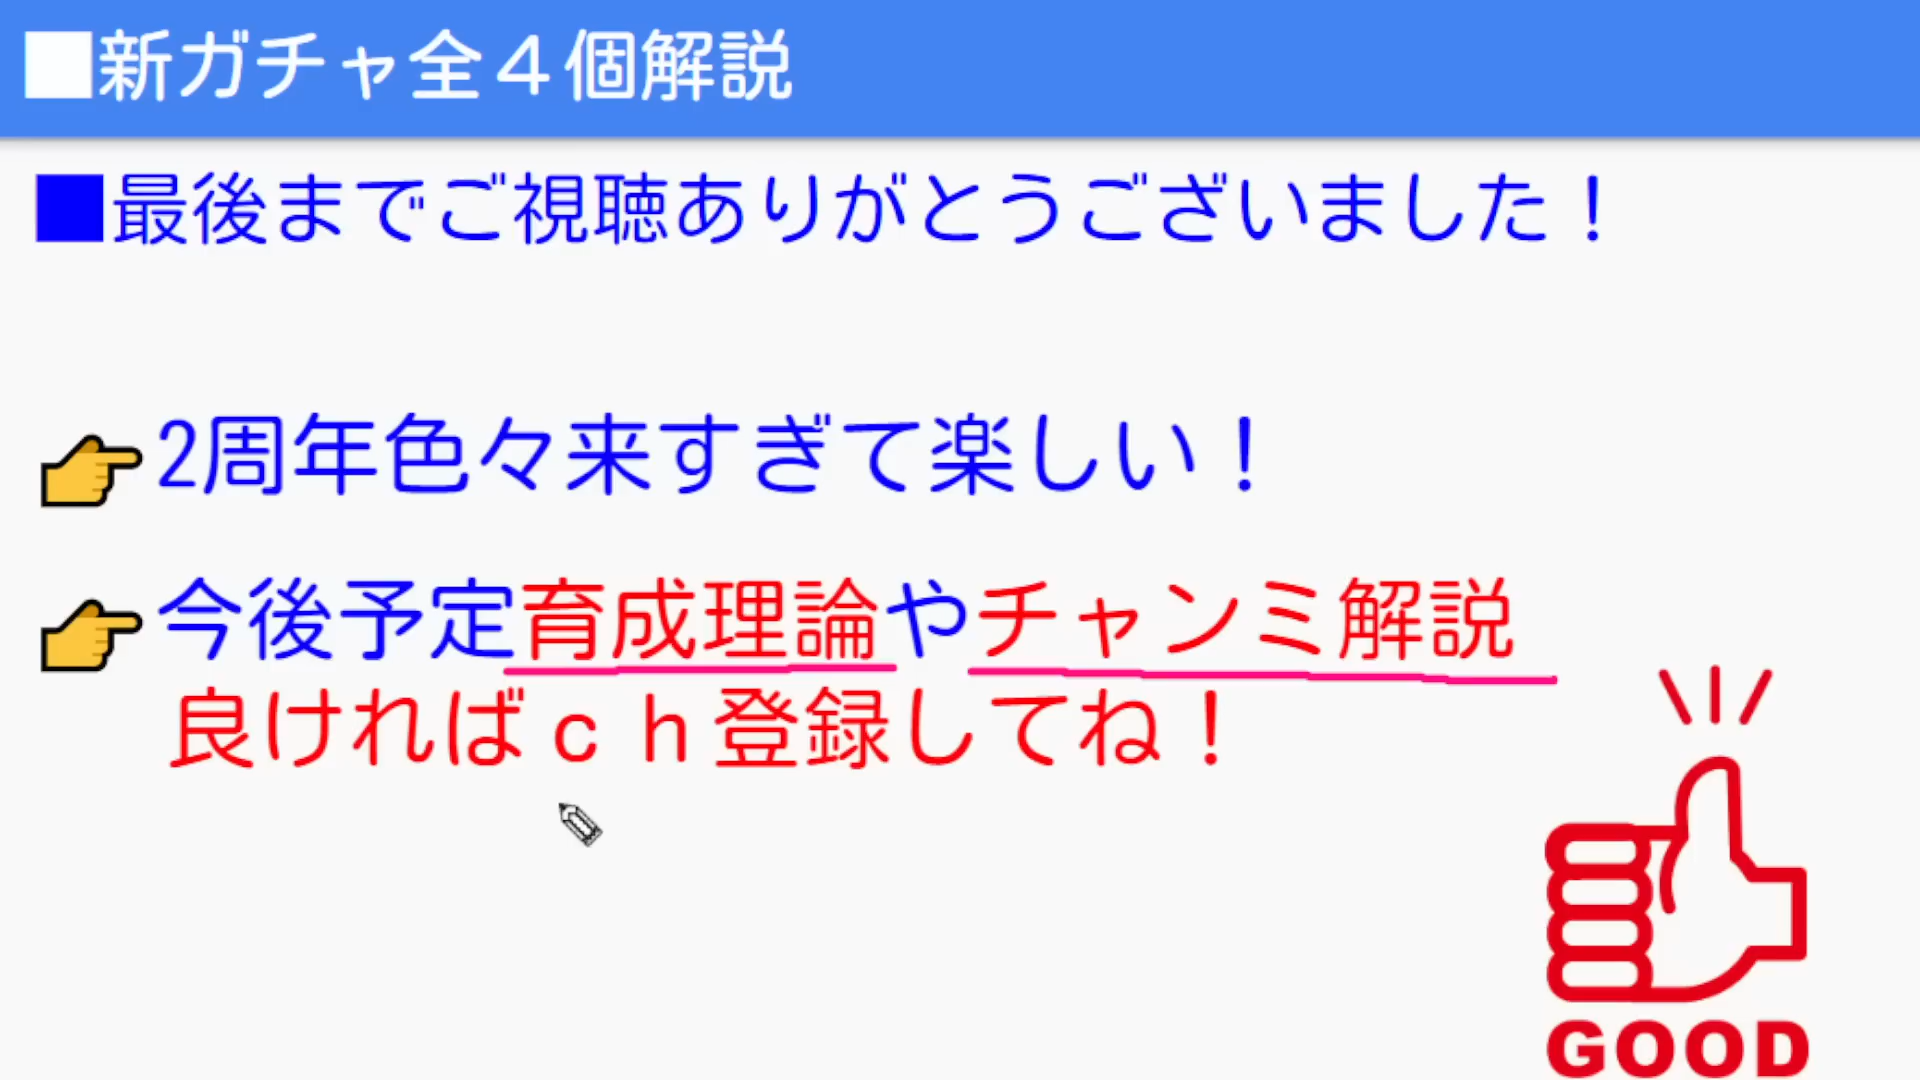 ■新ガチャ全４個解説
■最後までご視聴ありがとうございました！
👉2周年色々来すぎて楽しい！
👉今後予定育成理論やチャンミ解説
良ければｃｈ登録してね！
GOOD